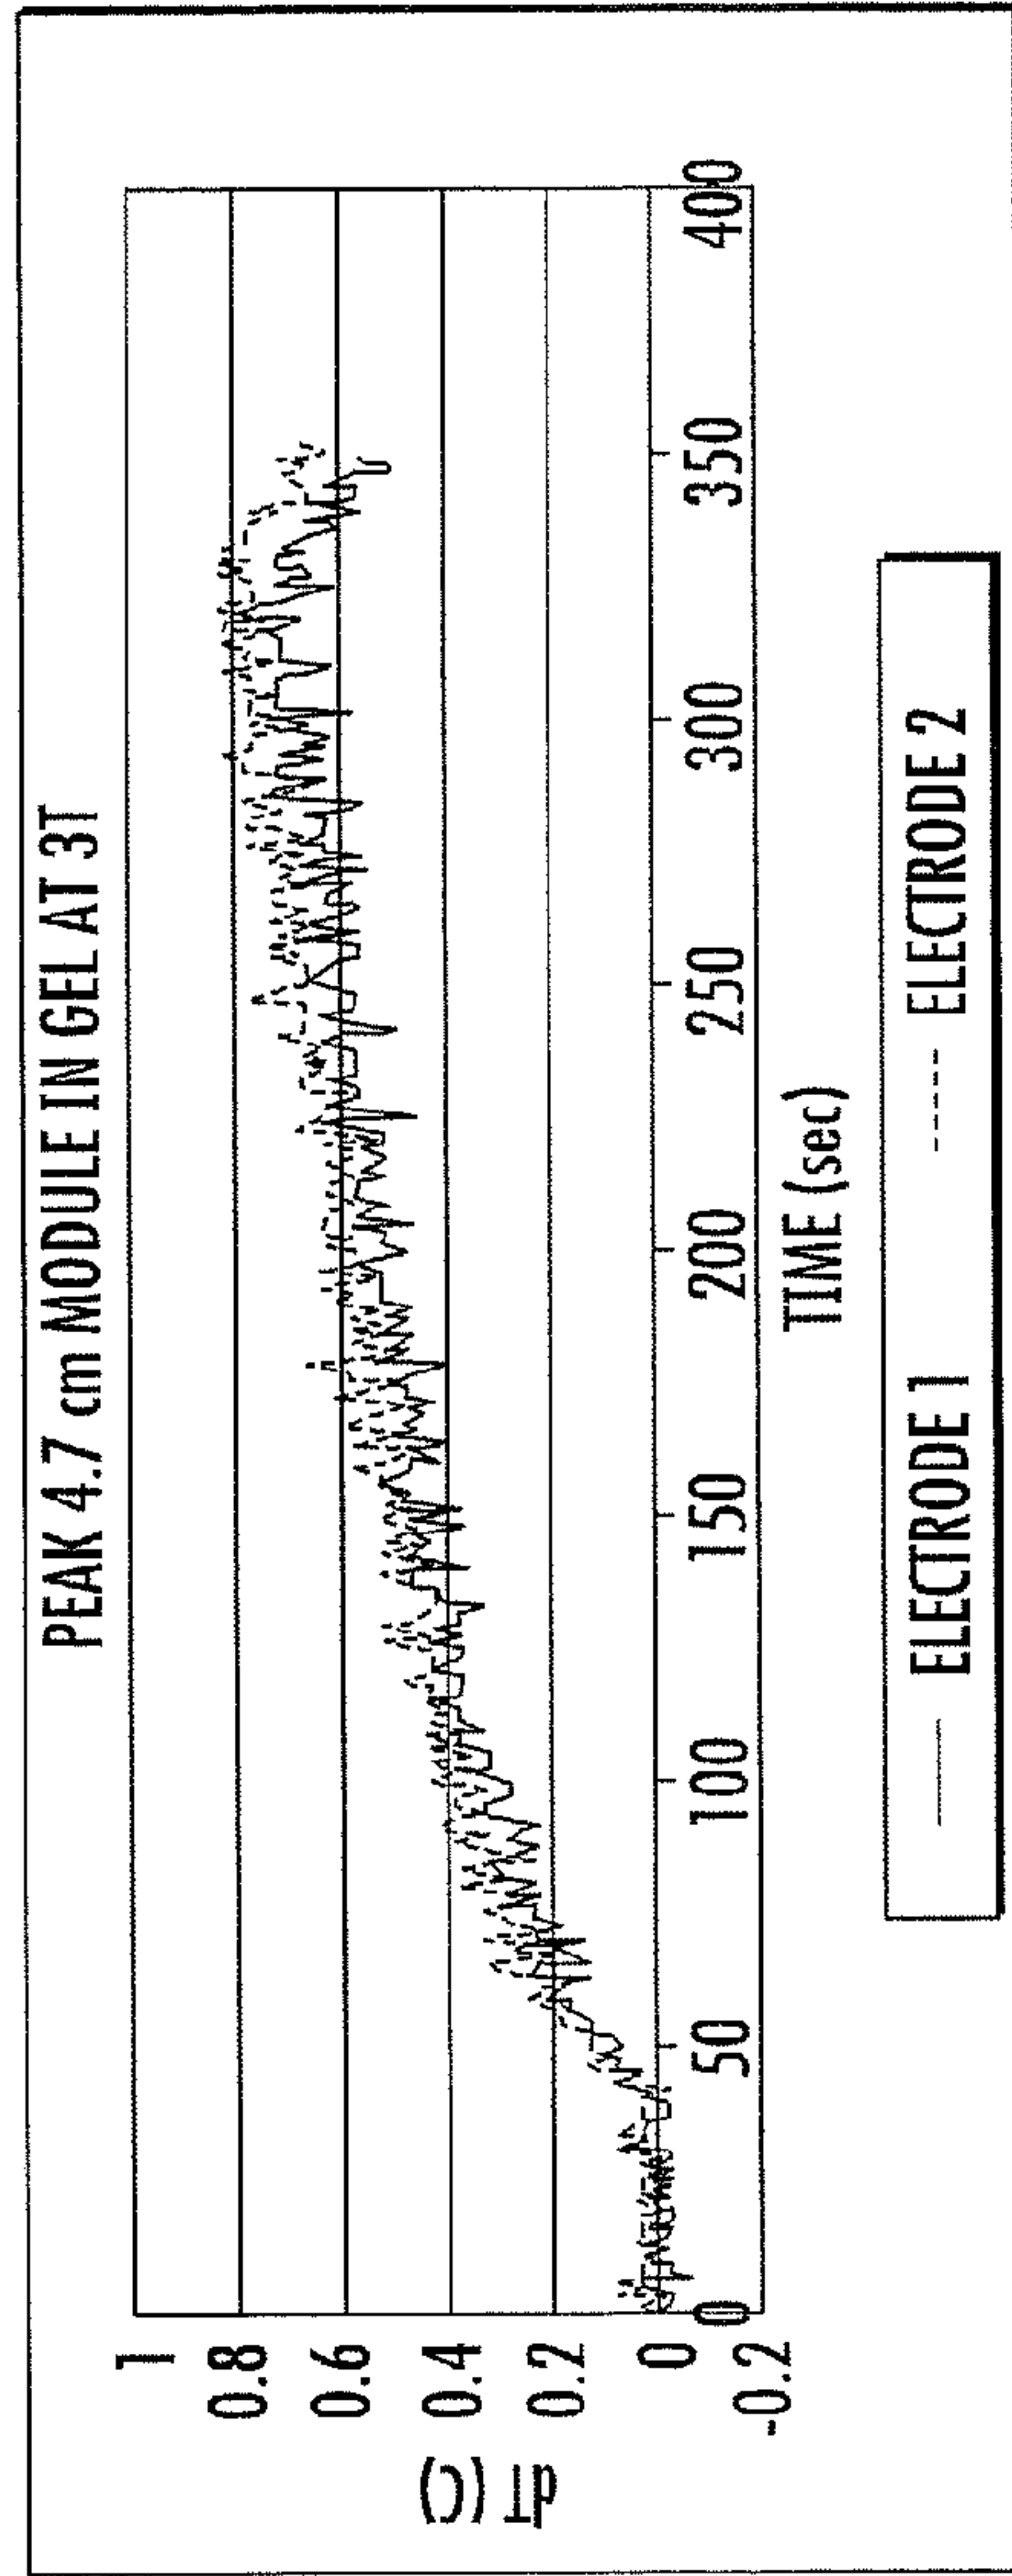 PEAK 4.7 cm MODULE IN GEL AT 3T
dT (C)
1
0.8
0.6
0.4
0.2
0
-0.2
0 50 100 150 200 250 300 350 400
TIME (sec)
ELECTRODE 1 ELECTRODE 2